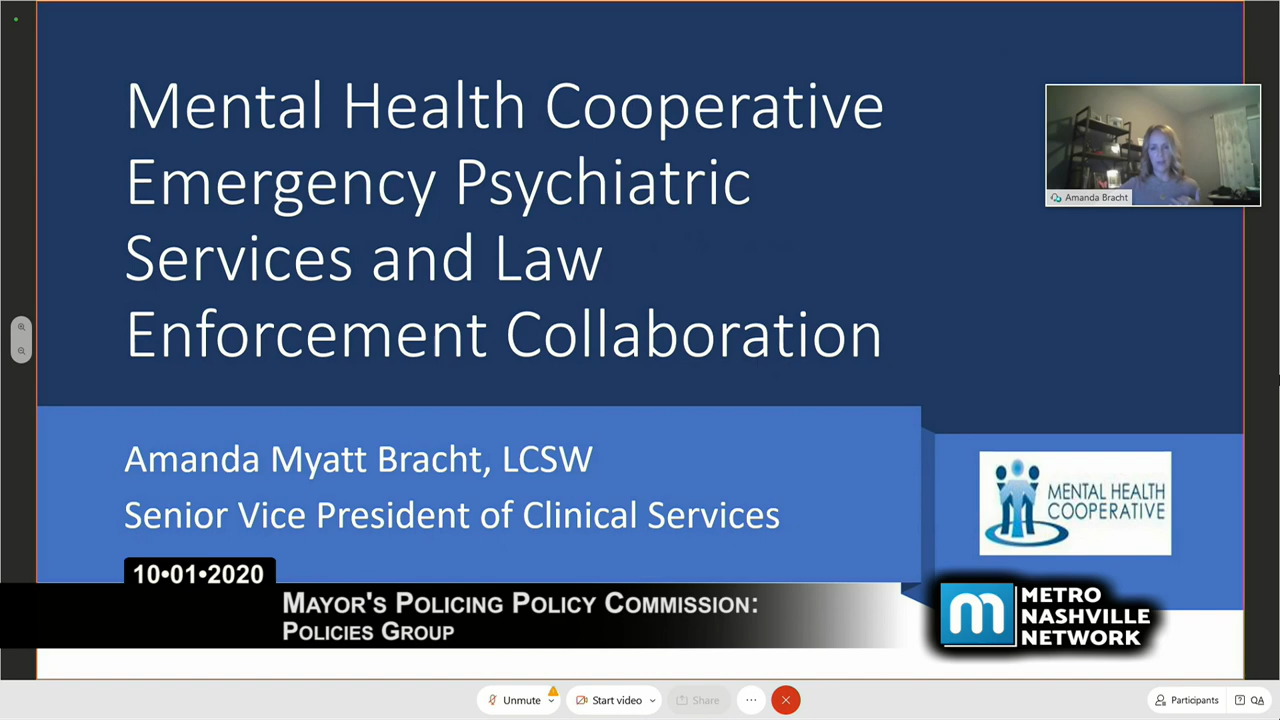 Mental Health Cooperative
Emergency Psychiatric
Services and Law
Enforcement Collaboration
Amanda Bracht
Amanda Myatt Bracht, LCSW
Senior Vice President of Clinical Services
MENTAL HEALTH
COOPERATIVE
10•01•2020
MAYOR'S POLICING POLICY COMMISSION:
POLICIES GROUP
m
METRO
NASHVILLE
NETWORK
Unmute
Start video
Share
Participants
QA